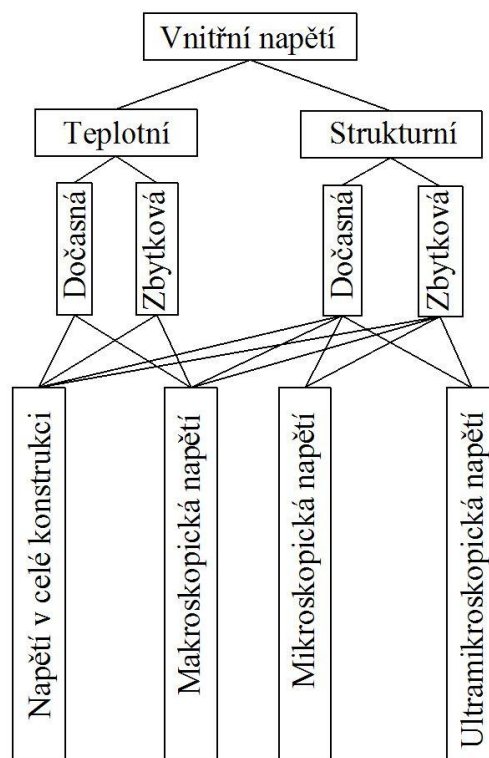 Vnitřní napětí
Teplotní
Strukturní
Dočasná
Zbytková
Dočasná
Zbytková
Napětí v celé konstrukci
Makroskopická napětí
Mikroskopická napětí
Ultramikroskopická napětí